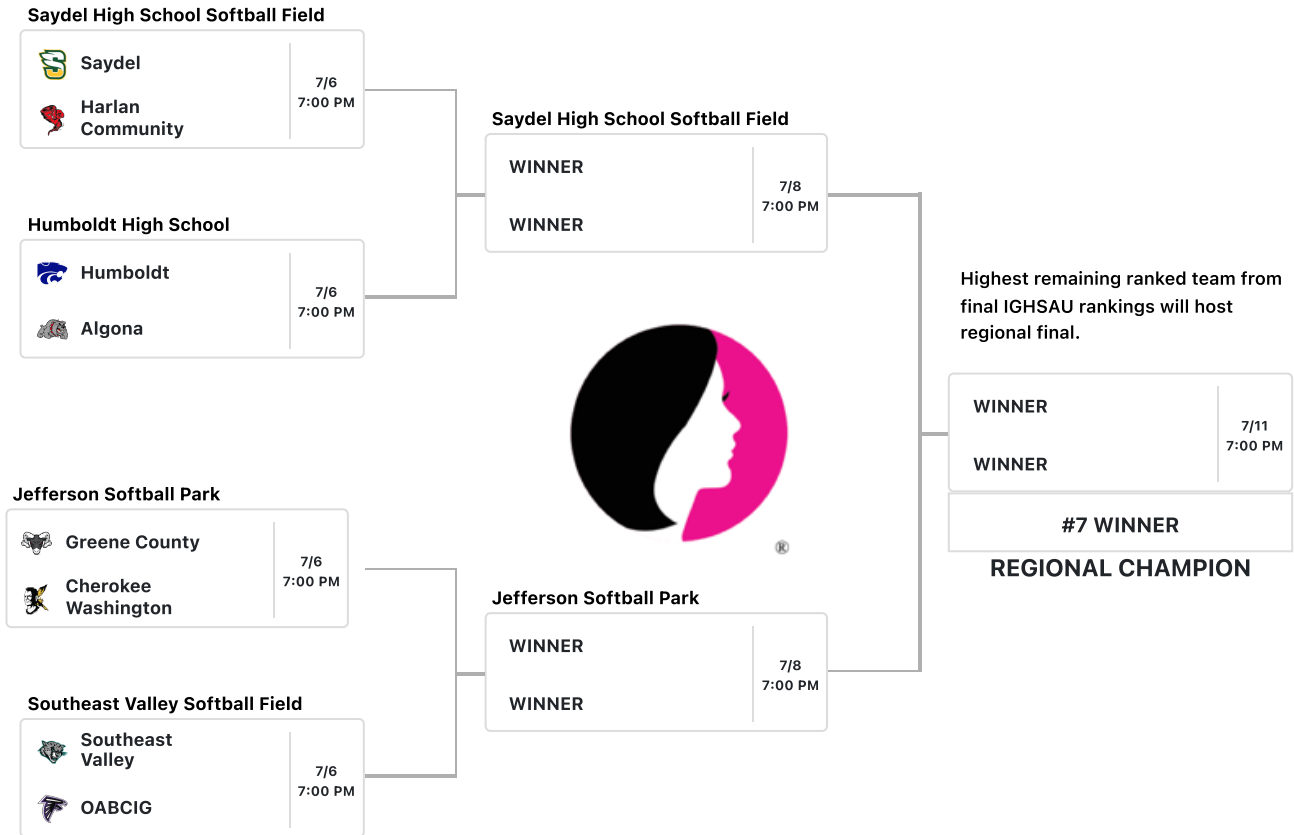 Saydel High School Softball Field
Saydel
Harlan
Community
7/6
7:00 PM
Humboldt High School
Humboldt
Algona
7/6
7:00 PM
Jefferson Softball Park
Greene County
Cherokee
Washington
7/6
7:00 PM
Southeast Valley Softball Field
Southeast
Valley
OABCIG
7/6
7:00 PM
Saydel High School Softball Field
WINNER
WINNER
7/8
7:00 PM
®
Jefferson Softball Park
WINNER
WINNER
7/8
7:00 PM
Highest remaining ranked team from
final IGHSAU rankings will host
regional final.
WINNER
WINNER
7/11
7:00 PM
#7 WINNER
REGIONAL CHAMPION